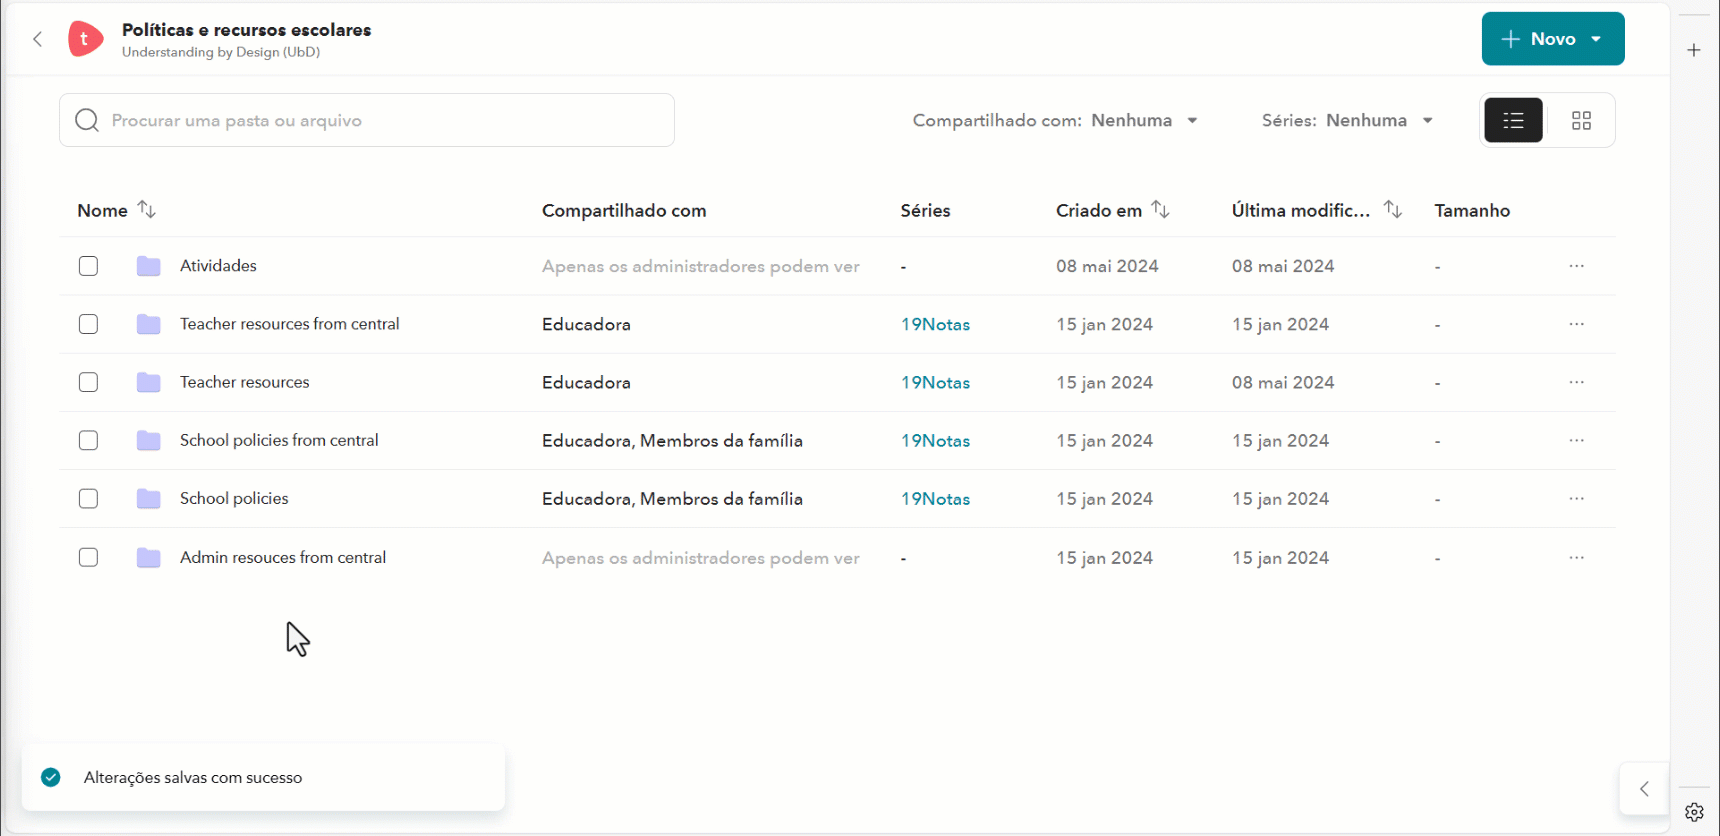 t
Políticas e recursos escolares
Understanding by Design (UbD)
Novo
Procurar uma pasta ou arquivo
Compartilhado com: Nenhuma
Séries: Nenhuma
Nome Compartilhado com Séries Criado em Última modific... Tamanho
Atividades Apenas os administradores podem ver - 08 mai 2024 08 mai 2024 - ...
Teacher resources from central Educadora 19Notas 15 jan 2024 15 jan 2024 - ...
Teacher resources Educadora 19Notas 15 jan 2024 08 mai 2024 - ...
School policies from central Educadora, Membros da família 19Notas 15 jan 2024 15 jan 2024 - ...
School policies Educadora, Membros da família 19Notas 15 jan 2024 15 jan 2024 - ...
Admin resouces from central Apenas os administradores podem ver - 15 jan 2024 15 jan 2024 - ...
Alterações salvas com sucesso